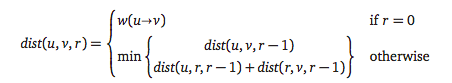 w(u→v) if r = 0
dist(u, v, r) =
dist(u, v, r − 1)
min { } otherwise
dist(u, r, r − 1) + dist(r, v, r − 1)